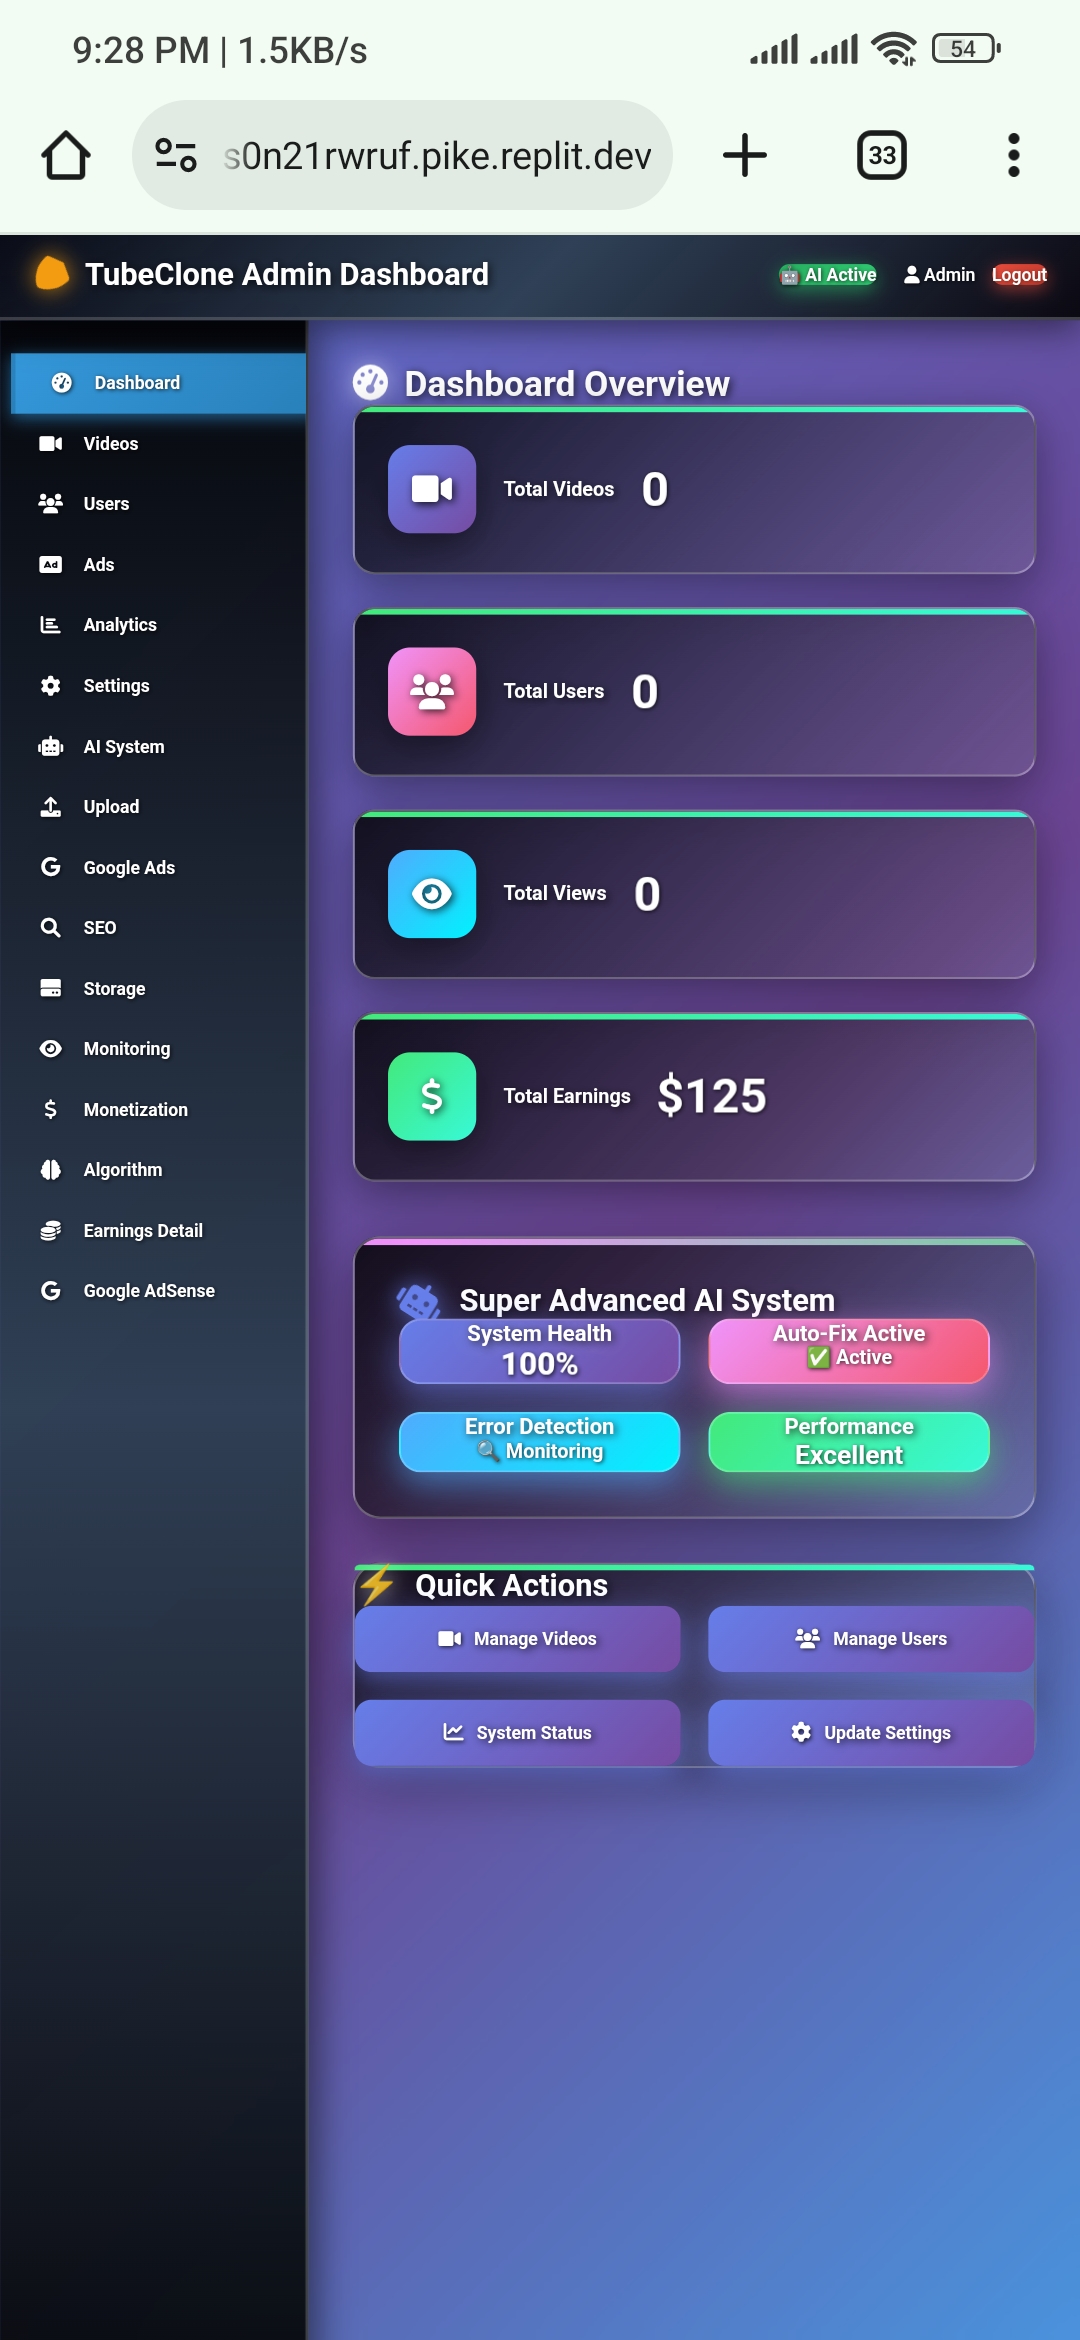 9:28 PM | 1.5KB/s
54
s0n21rwruf.pike.replit.dev
33
TubeClone Admin Dashboard
🤖 AI Active
Admin
Logout
Dashboard
Videos
Users
Ad
Ads
Analytics
Settings
AI System
Upload
G
Google Ads
SEO
Storage
Monitoring
$
Monetization
Algorithm
Earnings Detail
G
Google AdSense
Dashboard Overview
Total Videos 0
Total Users 0
Total Views 0
$
Total Earnings $125
Super Advanced AI System
System Health
100%
Auto-Fix Active
✅ Active
Error Detection
🔍 Monitoring
Performance
Excellent
⚡ Quick Actions
Manage Videos
Manage Users
System Status
Update Settings